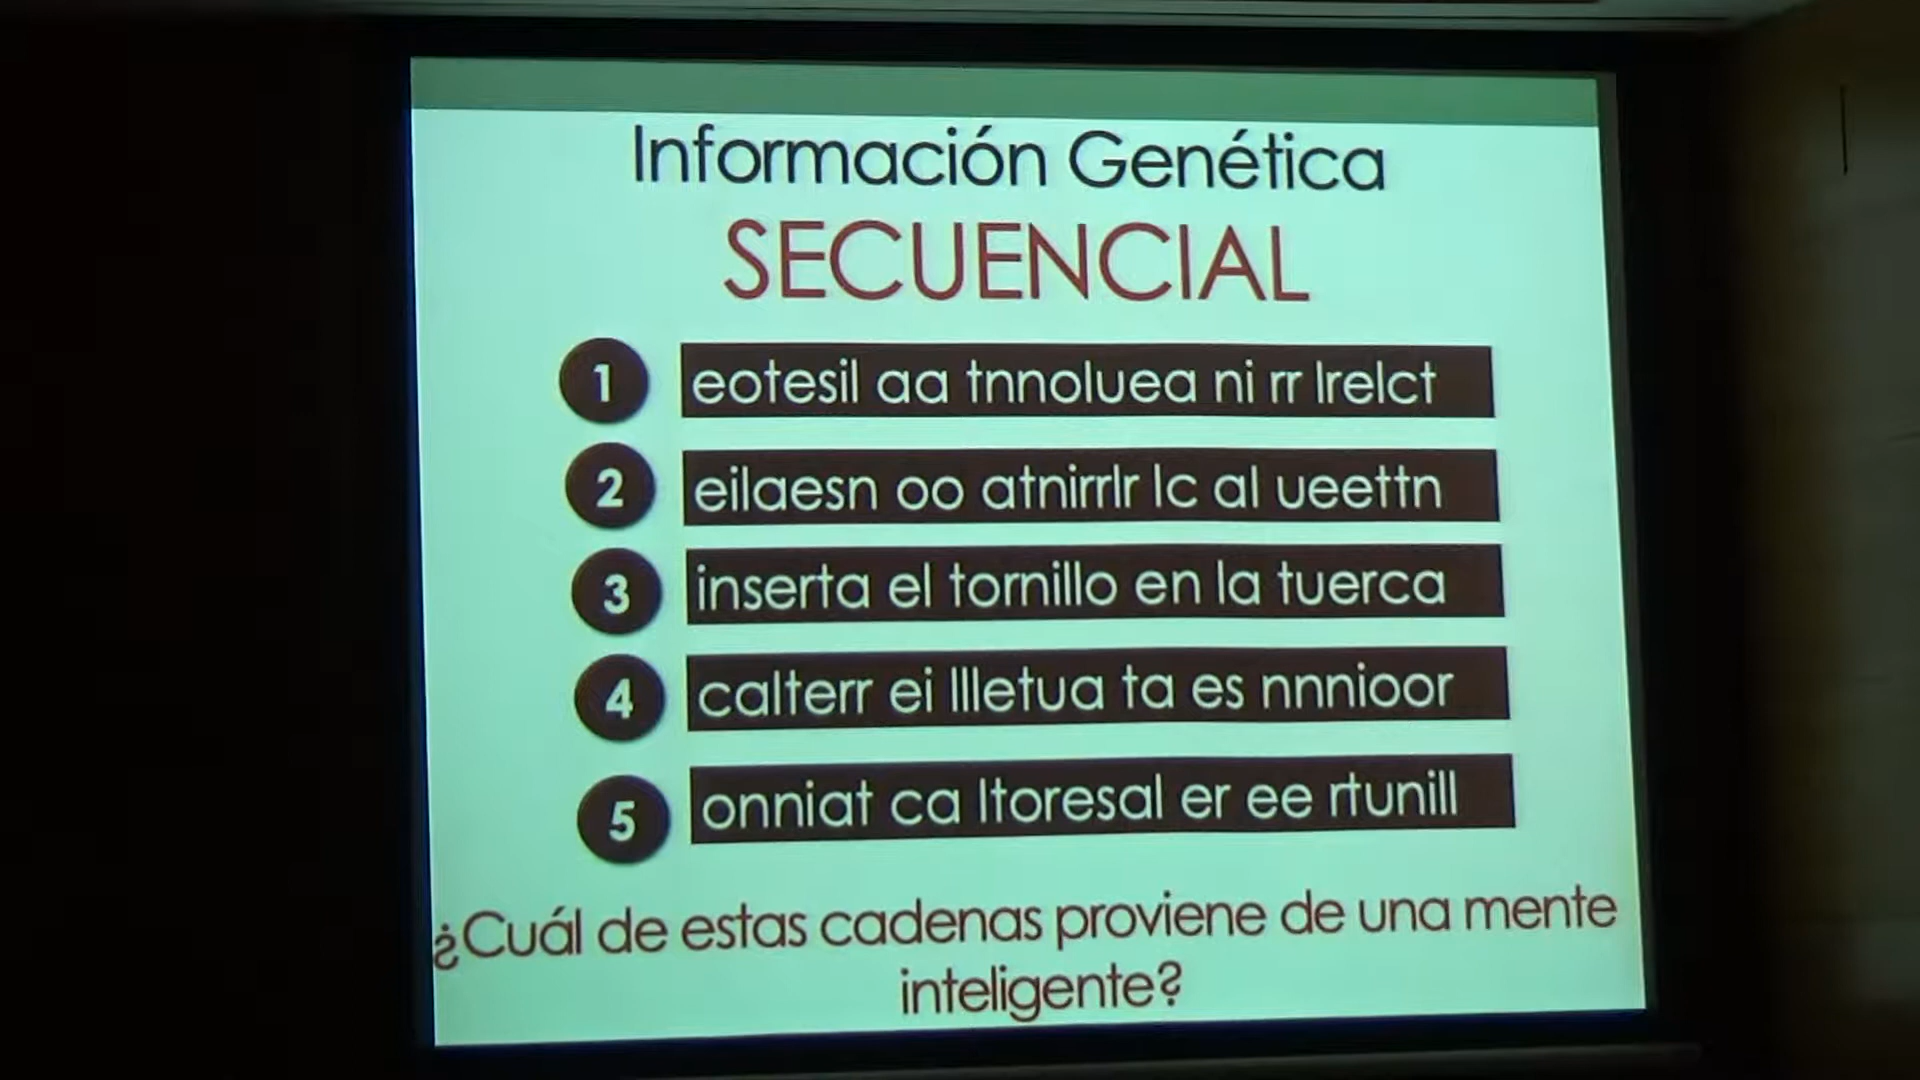 Información Genética
SECUENCIAL
1 eotesil aa tnnoluea ni rr lrelct
2 eilaesn oo atnirrlr lc al ueettn
3 inserta el tornillo en la tuerca
4 calterr ei llletua ta es nnnioor
5 onniat ca ltoresal er ee rtunill
¿Cuál de estas cadenas proviene de una mente
inteligente?